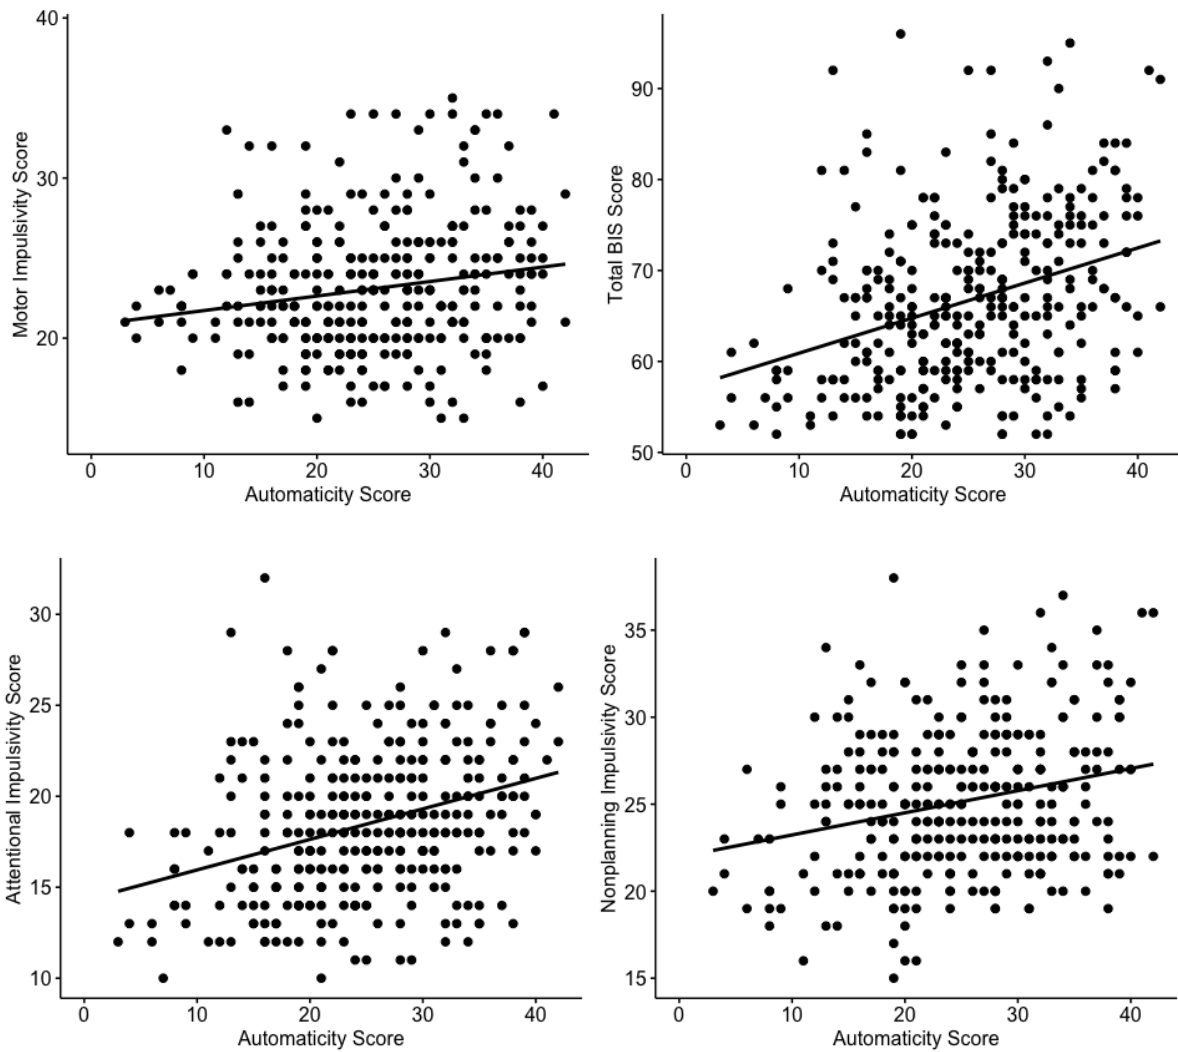 40
30
20
Motor Impulsivity Score
0 10 20 30 40
Automaticity Score
90
80
70
60
50
Total BIS Score
0 10 20 30 40
Automaticity Score
30
25
20
15
10
Attentional Impulsivity Score
0 10 20 30 40
Automaticity Score
35
30
25
20
15
Nonplanning Impulsivity Score
0 10 20 30 40
Automaticity Score